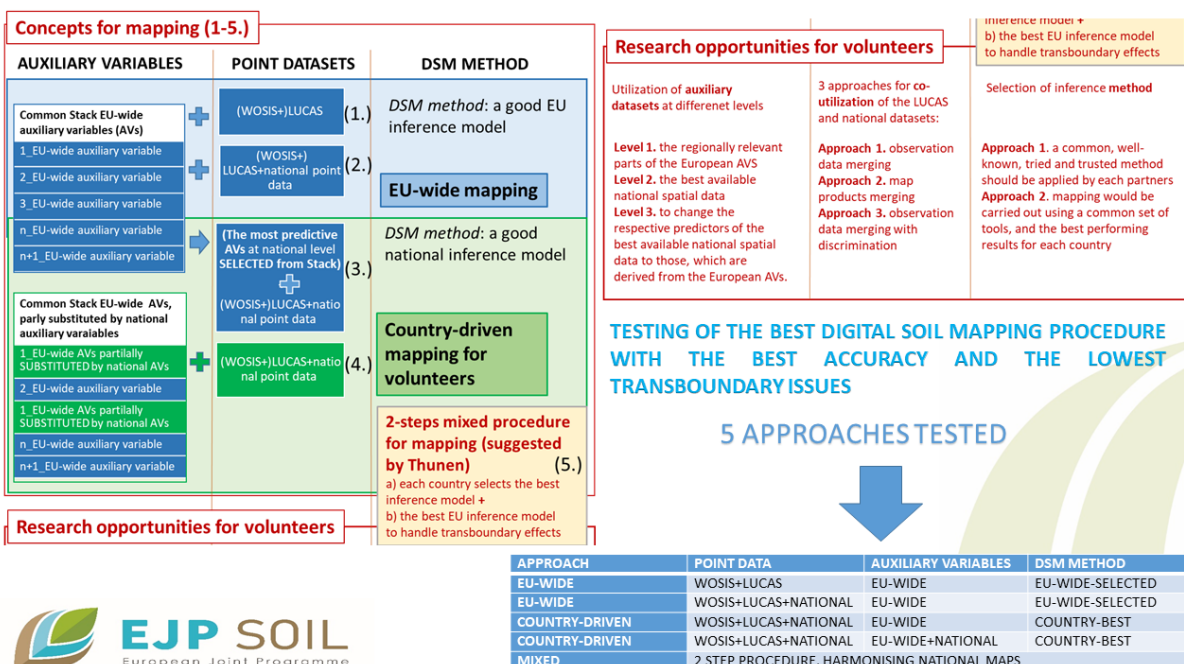 Concepts for mapping (1-5.)
AUXILIARY VARIABLES
POINT DATASETS
DSM METHOD
Common Stack EU-wide
auxiliary variables (AVs)
1_EU-wide auxiliary variable
2_EU-wide auxiliary variable
3_EU-wide auxiliary variable
n_EU-wide auxiliary variable
n+1_EU-wide auxiliary variable
(WOSIS+)LUCAS
(1.)
(WOSIS+)
LUCAS+national point
data
(2.)
DSM method: a good EU
inference model
EU-wide mapping
(The most predictive
AVs at national level
SELECTED from Stack)
(3.)
(WOSIS+)LUCAS+natio
nal point data
DSM method: a good
national inference model
Common Stack EU-wide AVs,
parly substituted by national
auxiliary varaiables
1_EU-wide AVs partially
SUBSTITUTED by national AVs
2_EU-wide auxiliary variable
1_EU-wide AVs partially
SUBSTITUTED by national AVs
n_EU-wide auxiliary variable
n+1_EU-wide auxiliary variable
(WOSIS+)LUCAS+natio
nal point data
(4.)
Country-driven
mapping for
volunteers
2-steps mixed procedure
for mapping (suggested
by Thunen)
(5.)
a) each country selects the best
inference model +
b) the best EU inference model
to handle transboundary effects
Research opportunities for volunteers
inference model +
b) the best EU inference model
to handle transboundary effects
Research opportunities for volunteers
Utilization of auxiliary
datasets at differenet levels
Level 1. the regionally relevant
parts of the European AVS
Level 2. the best available
national spatial data
Level 3. to change the
respective predictors of the
best available national spatial
data to those, which are
derived from the European AVs.
3 approaches for co-
utilization of the LUCAS
and national datasets:
Approach 1. observation
data merging
Approach 2. map
products merging
Approach 3. observation
data merging with
discrimination
Selection of inference method
Approach 1. a common, well-
known, tried and trusted method
should be applied by each partners
Approach 2. mapping would be
carried out using a common set of
tools, and the best performing
results for each country
TESTING OF THE BEST DIGITAL SOIL MAPPING PROCEDURE
WITH THE BEST ACCURACY AND THE LOWEST
TRANSBOUNDARY ISSUES
5 APPROACHES TESTED
APPROACH POINT DATA AUXILIARY VARIABLES DSM METHOD
EU-WIDE WOSIS+LUCAS EU-WIDE EU-WIDE-SELECTED
EU-WIDE WOSIS+LUCAS+NATIONAL EU-WIDE EU-WIDE-SELECTED
COUNTRY-DRIVEN WOSIS+LUCAS+NATIONAL EU-WIDE COUNTRY-BEST
COUNTRY-DRIVEN WOSIS+LUCAS+NATIONAL EU-WIDE+NATIONAL COUNTRY-BEST
MIXED 2 STEP PROCEDURE, HARMONISING NATIONAL MAPS
EJP SOIL
European Joint Programme